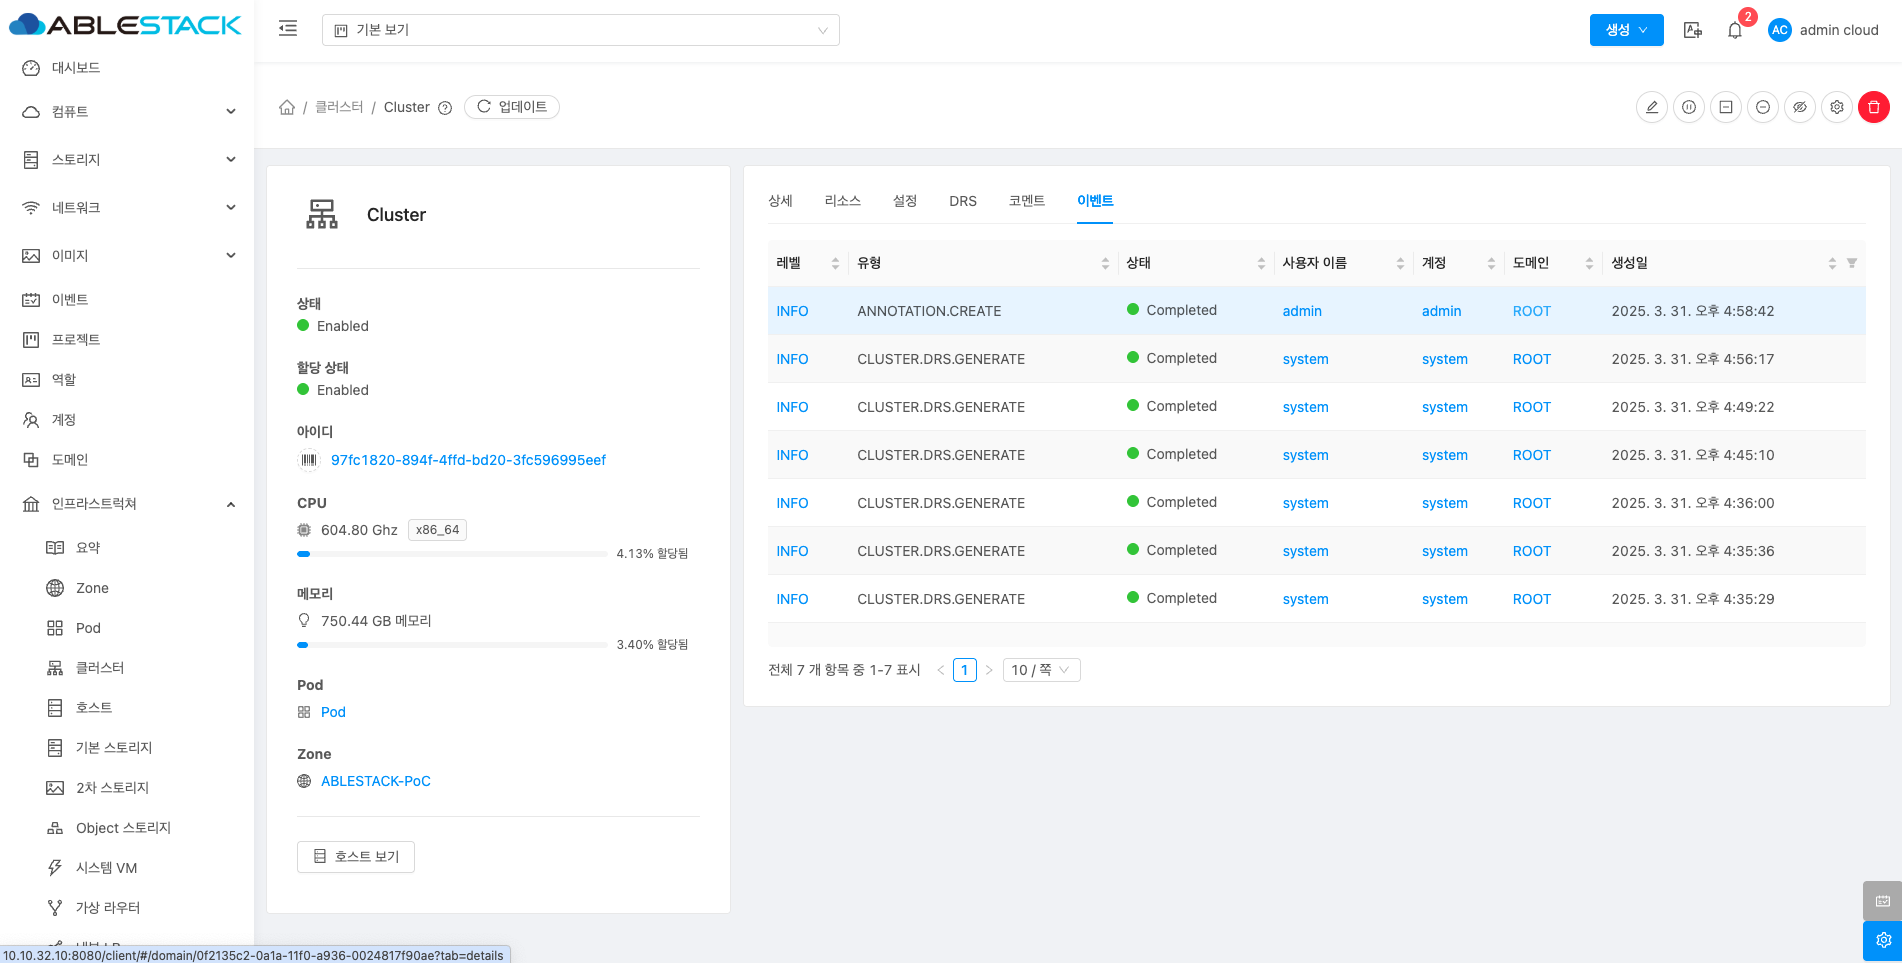 ABLESTACK
기본 보기
생성
2
AC
admin cloud
대시보드
컴퓨트
스토리지
네트워크
이미지
이벤트
프로젝트
역할
계정
도메인
인프라스트럭쳐
요약
Zone
Pod
클러스터
호스트
기본 스토리지
2차 스토리지
Object 스토리지
시스템 VM
가상 라우터
10.10.32.10:8080/client/#/domain/0f2135c2-0a1a-11f0-a936-0024817f90ae?tab=details
/ 클러스터 / Cluster
업데이트
Cluster
상태
Enabled
할당 상태
Enabled
아이디
97fc1820-894f-4ffd-bd20-3fc596995eef
CPU
604.80 Ghz x86_64
4.13% 할당됨
메모리
750.44 GB 메모리
3.40% 할당됨
Pod
Pod
Zone
ABLESTACK-PoC
호스트 보기
상세 리소스 설정 DRS 코멘트 이벤트
레벨 유형 상태 사용자 이름 계정 도메인 생성일
INFO ANNOTATION.CREATE Completed admin admin ROOT 2025. 3. 31. 오후 4:58:42
INFO CLUSTER.DRS.GENERATE Completed system system ROOT 2025. 3. 31. 오후 4:56:17
INFO CLUSTER.DRS.GENERATE Completed system system ROOT 2025. 3. 31. 오후 4:49:22
INFO CLUSTER.DRS.GENERATE Completed system system ROOT 2025. 3. 31. 오후 4:45:10
INFO CLUSTER.DRS.GENERATE Completed system system ROOT 2025. 3. 31. 오후 4:36:00
INFO CLUSTER.DRS.GENERATE Completed system system ROOT 2025. 3. 31. 오후 4:35:36
INFO CLUSTER.DRS.GENERATE Completed system system ROOT 2025. 3. 31. 오후 4:35:29
전체 7 개 항목 중 1-7 표시 < 1 > 10 / 쪽